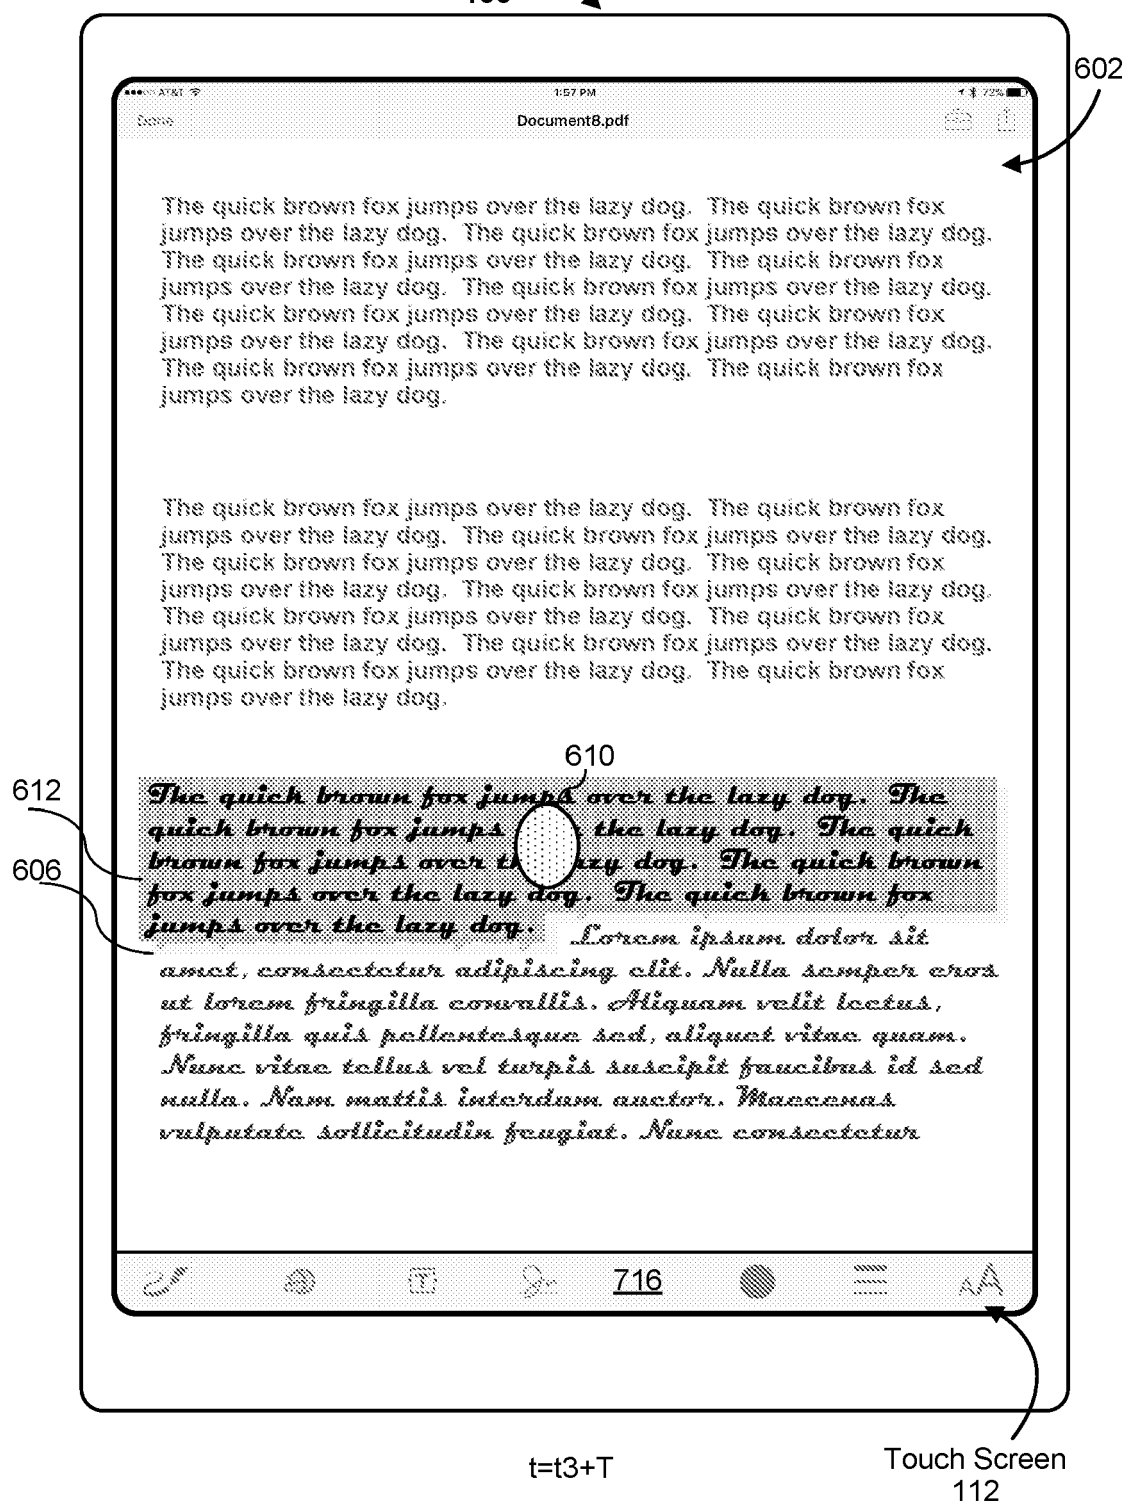 602
AT&T 1:57 PM 72%
Done Document8.pdf
The quick brown fox jumps over the lazy dog. The quick brown fox
jumps over the lazy dog. The quick brown fox jumps over the lazy dog.
The quick brown fox jumps over the lazy dog. The quick brown fox
jumps over the lazy dog. The quick brown fox jumps over the lazy dog.
The quick brown fox jumps over the lazy dog. The quick brown fox
jumps over the lazy dog. The quick brown fox jumps over the lazy dog.
The quick brown fox jumps over the lazy dog. The quick brown fox
jumps over the lazy dog.
The quick brown fox jumps over the lazy dog. The quick brown fox
jumps over the lazy dog. The quick brown fox jumps over the lazy dog.
The quick brown fox jumps over the lazy dog. The quick brown fox
jumps over the lazy dog. The quick brown fox jumps over the lazy dog.
The quick brown fox jumps over the lazy dog. The quick brown fox
jumps over the lazy dog. The quick brown fox jumps over the lazy dog.
The quick brown fox jumps over the lazy dog. The quick brown fox
jumps over the lazy dog.
610
612
The quick brown fox jumps over the lazy dog. The
quick brown fox jumps the lazy dog. The quick
606
brown fox jumps over dog. The quick brown
fox jumps over the lazy dog. The quick brown fox
jumps over the lazy dog. Lorem ipsum dolor sit
amet, consectetur adipiscing elit. Nulla semper eros
ut lorem fringilla convallis. Aliquam velit lectus,
fringilla quis pellentesque sed, aliquet vitae quam.
Nunc vitae tellus vel turpis suscipit faucibus id sed
nulla. Nam mattis interdum auctor. Maecenas
vulputate sollicitudin feugiat. Nunc consectetur
T 716 AA
t=t3+T
Touch Screen
112